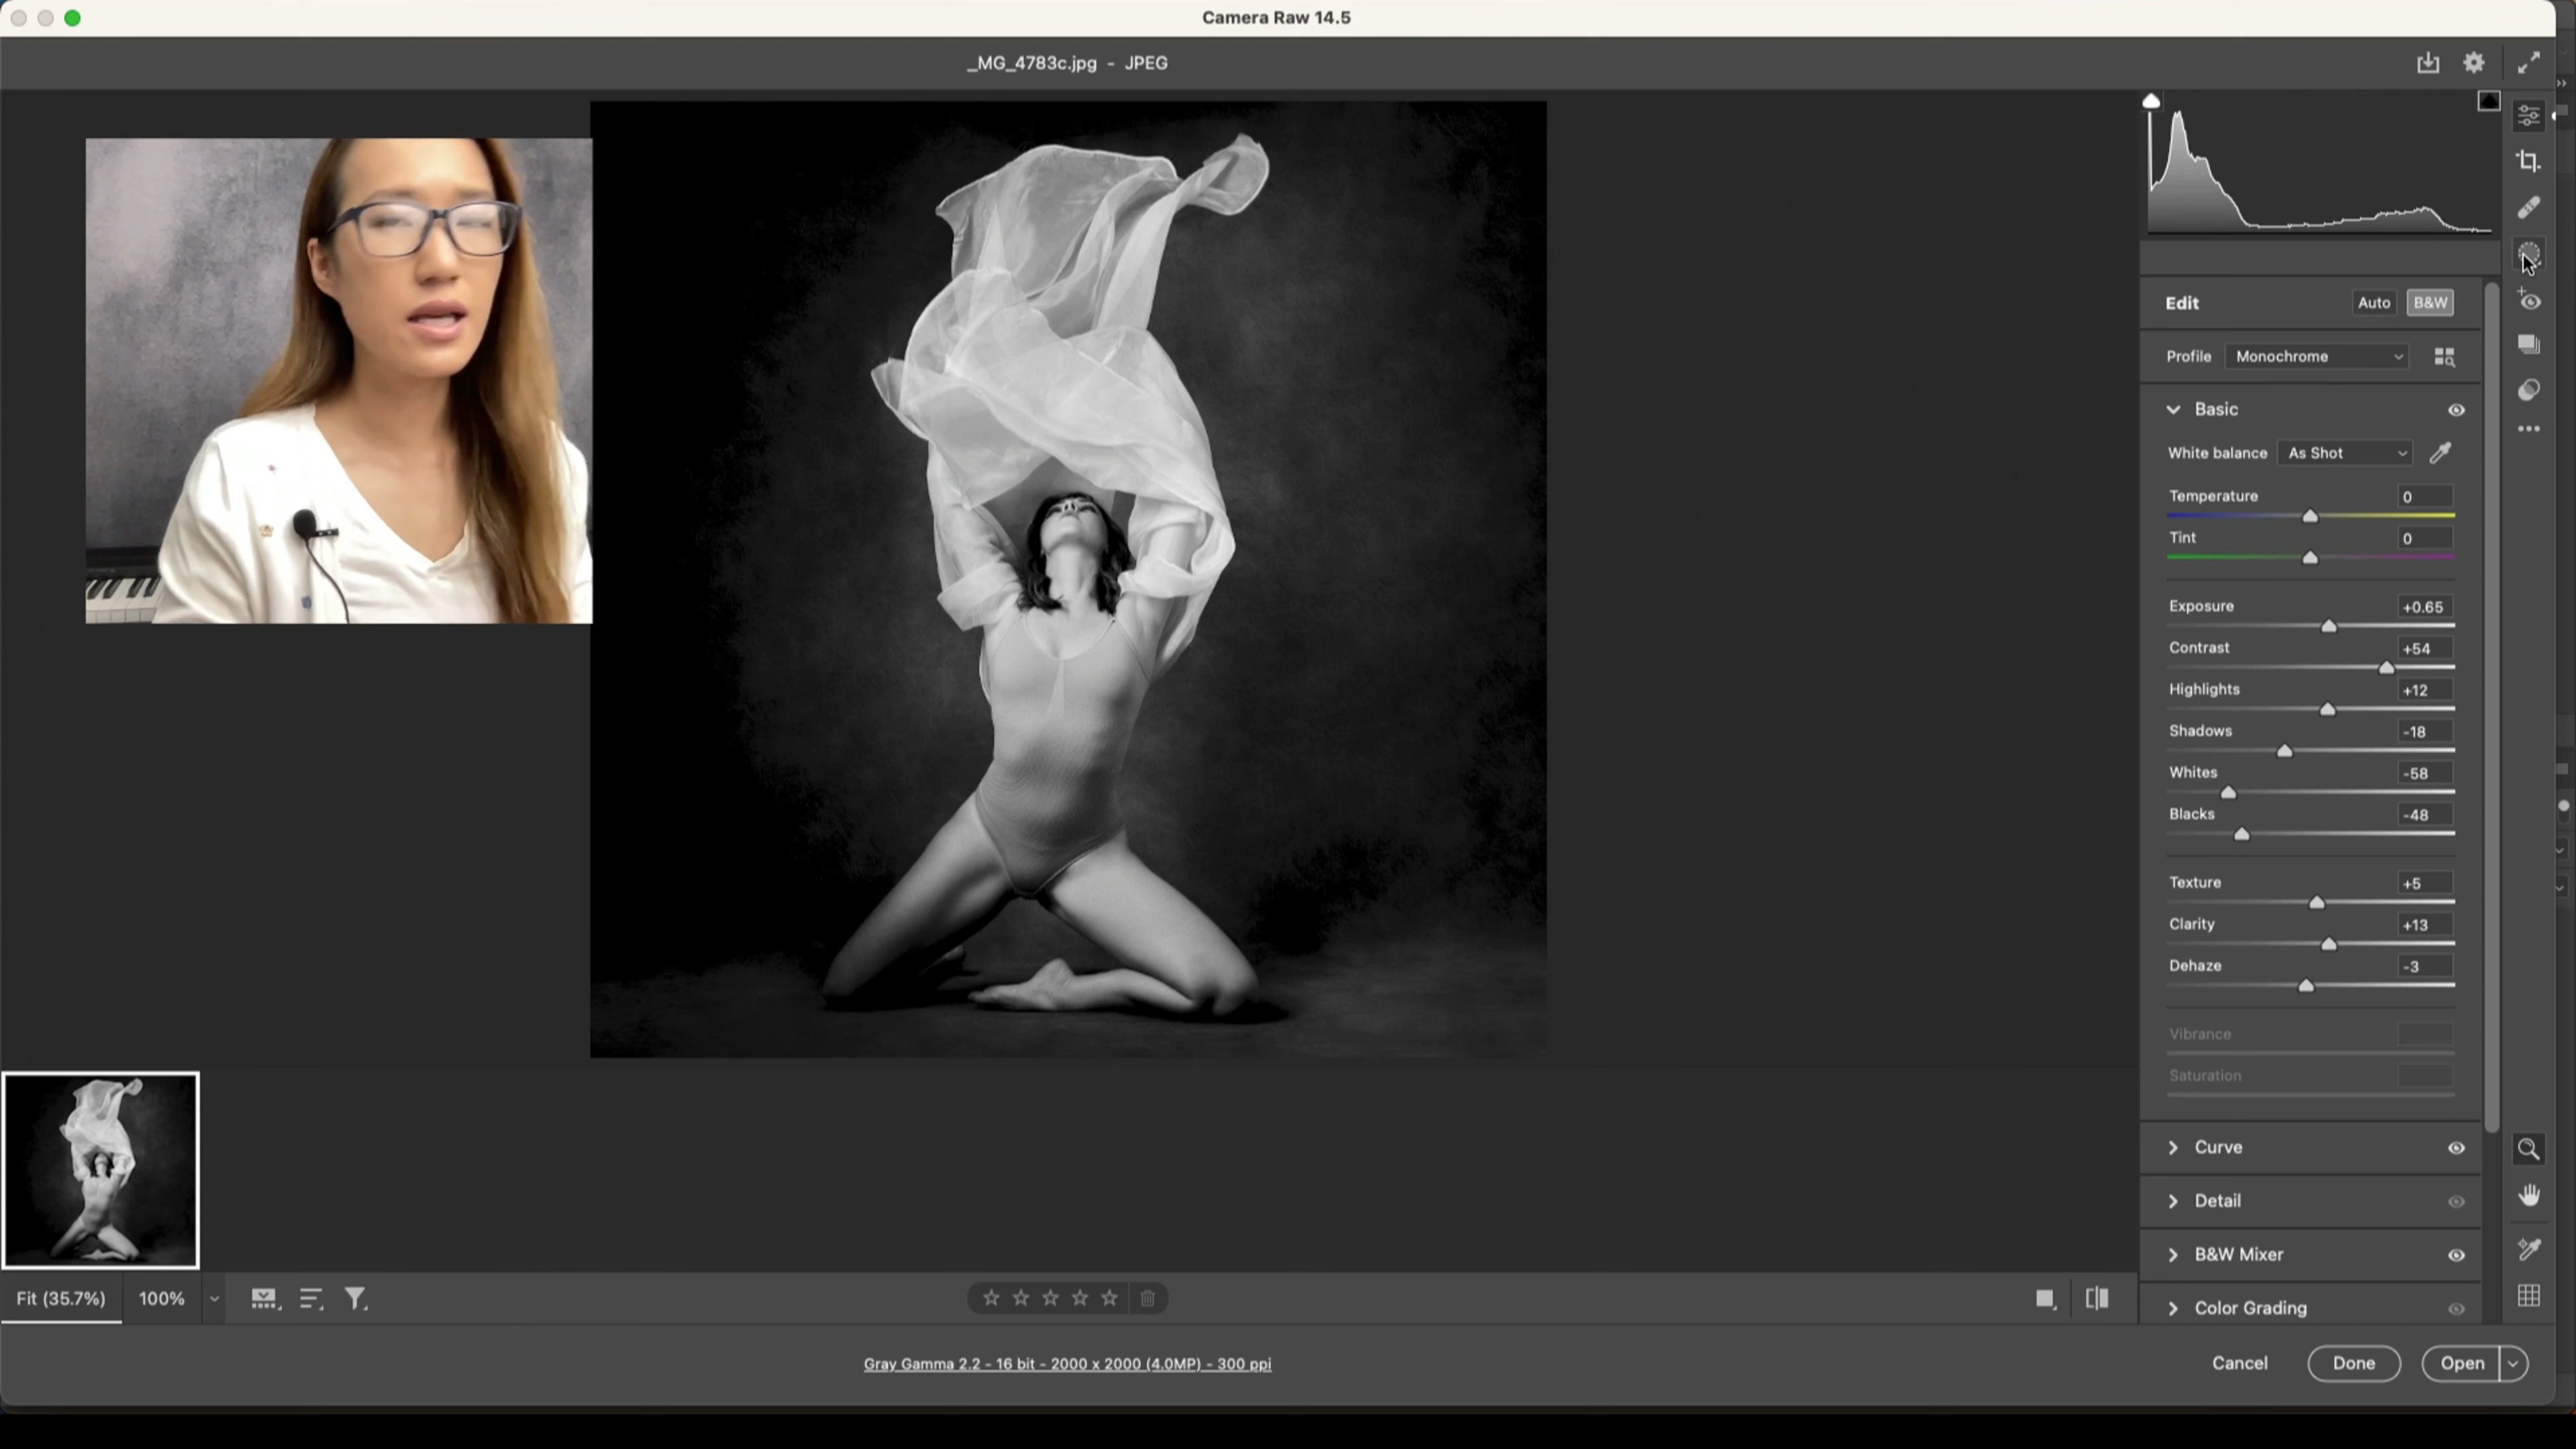 Camera Raw 14.5
_MG_4783c.jpg - JPEG
Edit Auto B&W
Profile Monochrome
Basic
White balance As Shot
Temperature 0
Tint 0
Exposure +0.65
Contrast +54
Highlights +12
Shadows -18
Whites -58
Blacks -48
Texture +5
Clarity +13
Dehaze -3
Vibrance
Saturation
Curve
Detail
B&W Mixer
Color Grading
Fit (35.7%) 100%
Gray Gamma 2.2 - 16 bit - 2000 x 2000 (4.0MP) - 300 ppi
Cancel Done Open